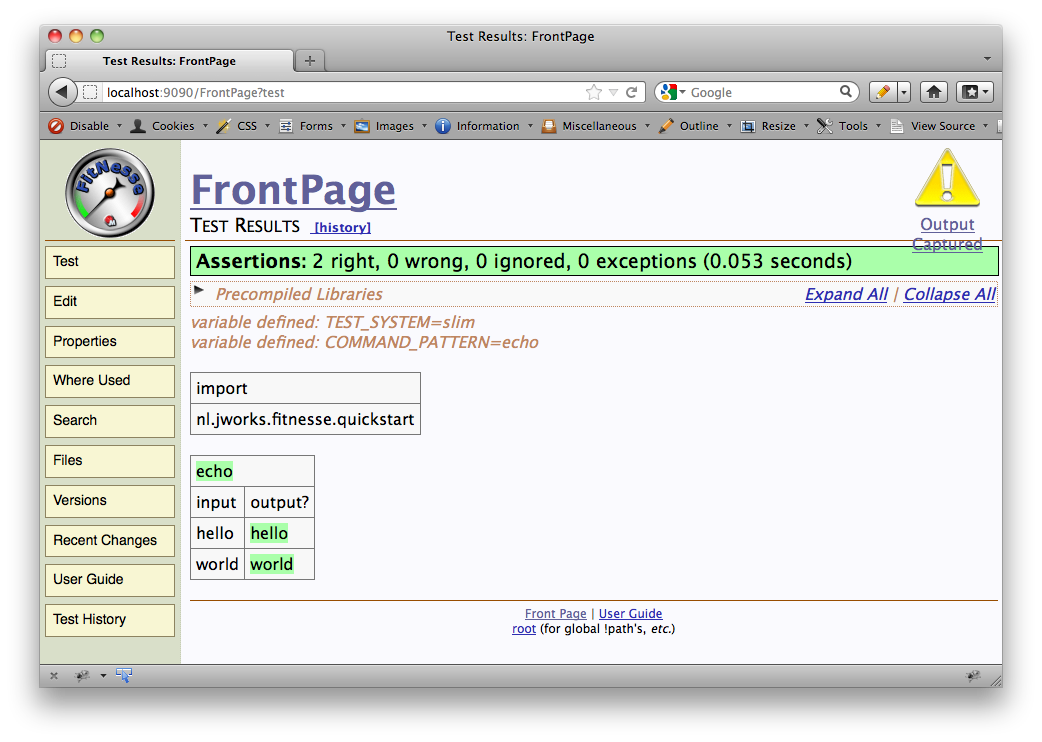 Test Results: FrontPage
Test Results: FrontPage
localhost:9090/FrontPage?test
Google
Disable Cookies CSS Forms Images Information Miscellaneous Outline Resize Tools View Source
FitNesse
FrontPage
Test Results [history]
Output
Captured
Test
Edit
Properties
Where Used
Search
Files
Versions
Recent Changes
User Guide
Test History
Assertions: 2 right, 0 wrong, 0 ignored, 0 exceptions (0.053 seconds)
Precompiled Libraries Expand All | Collapse All
variable defined: TEST_SYSTEM=slim
variable defined: COMMAND_PATTERN=echo
import
nl.jworks.fitnesse.quickstart
echo
input output?
hello hello
world world
Front Page | User Guide
root (for global !path's, etc.)